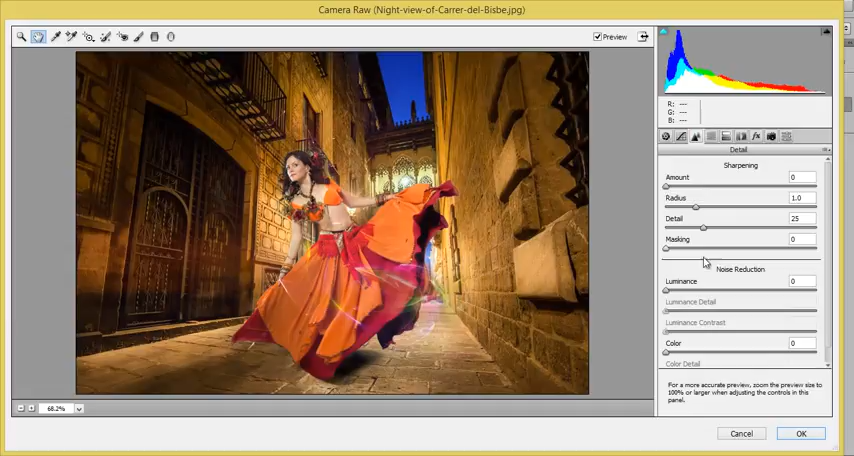 Camera Raw (Night-view-of-Carrer-del-Bisbe.jpg)
Preview
R: ---
G: ---
B: ---
fx
Detail
Sharpening
Amount 0
Radius 1.0
Detail 25
Masking 0
Noise Reduction
Luminance 0
Luminance Detail
Luminance Contrast
Color 0
Color Detail
For a more accurate preview, zoom the preview size to
100% or larger when adjusting the controls in this
panel.
68.2%
Cancel OK